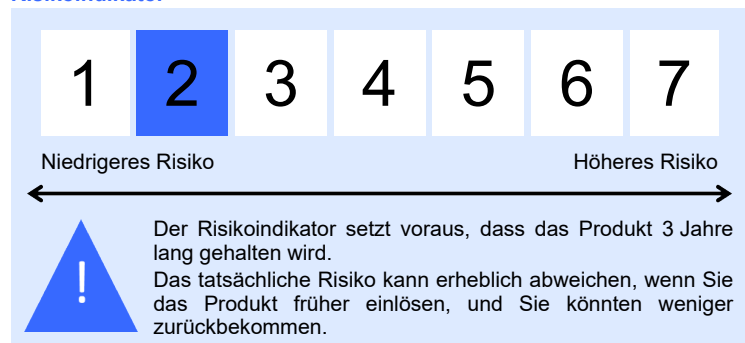 1 2 3 4 5 6 7
Niedrigeres Risiko Höheres Risiko
Der Risikoindikator setzt voraus, dass das Produkt 3 Jahre
lang gehalten wird.
!
Das tatsächliche Risiko kann erheblich abweichen, wenn Sie
das Produkt früher einlösen, und Sie könnten weniger
zurückbekommen.